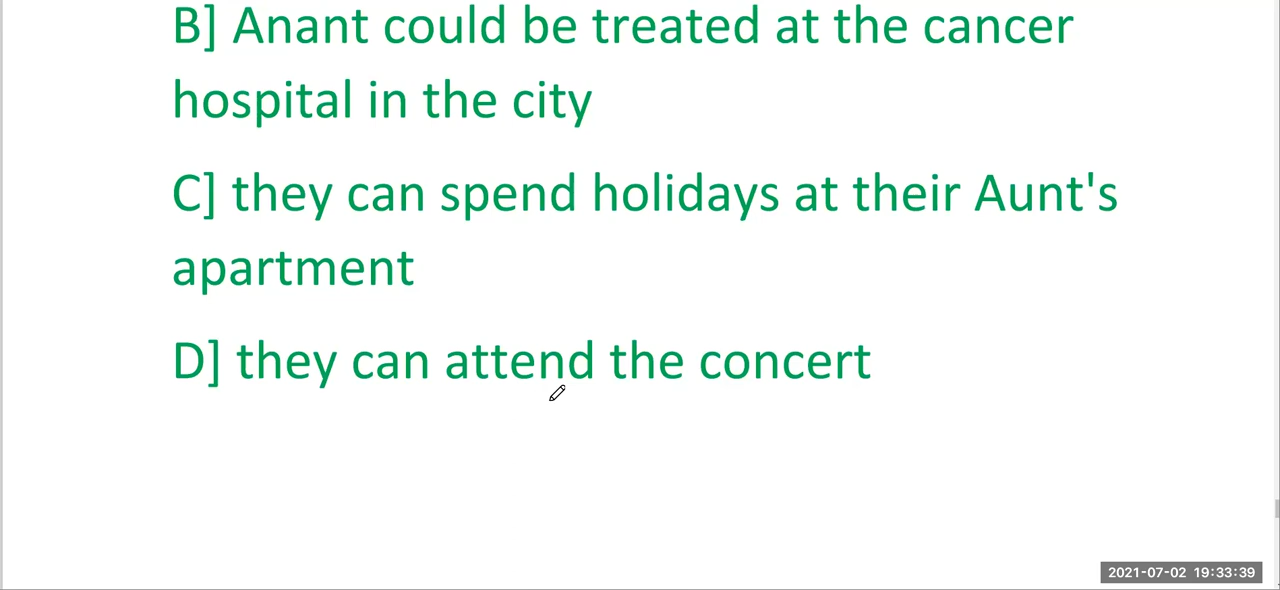 B] Anant could be treated at the cancer
hospital in the city
C] they can spend holidays at their Aunt's
apartment
D] they can attend the concert
2021-07-02 19:33:39